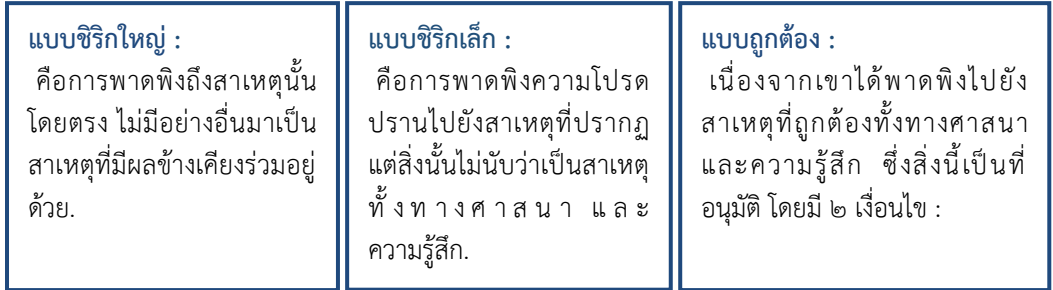 แบบชิริกใหญ่ :
คือการพาดพิงถึงสาเหตุนั้น
โดยตรง ไม่มีอย่างอื่นมาเป็น
สาเหตุที่มีผลข้างเคียงร่วมอยู่
ด้วย.
แบบชิริกเล็ก :
คือการพาดพิงความโปรด
ปรานไปยังสาเหตุที่ปรากฏ
แต่สิ่งนั้นไม่นับว่าเป็นสาเหตุ
ทั้งทางศาสนา และ
ความรู้สึก.
แบบถูกต้อง :
เนื่องจากเขาได้พาดพิงไปยัง
สาเหตุที่ถูกต้องทั้งทางศาสนา
และความรู้สึก ซึ่งสิ่งนี้เป็นที่
อนุมัติ โดยมี ๒ เงื่อนไข :